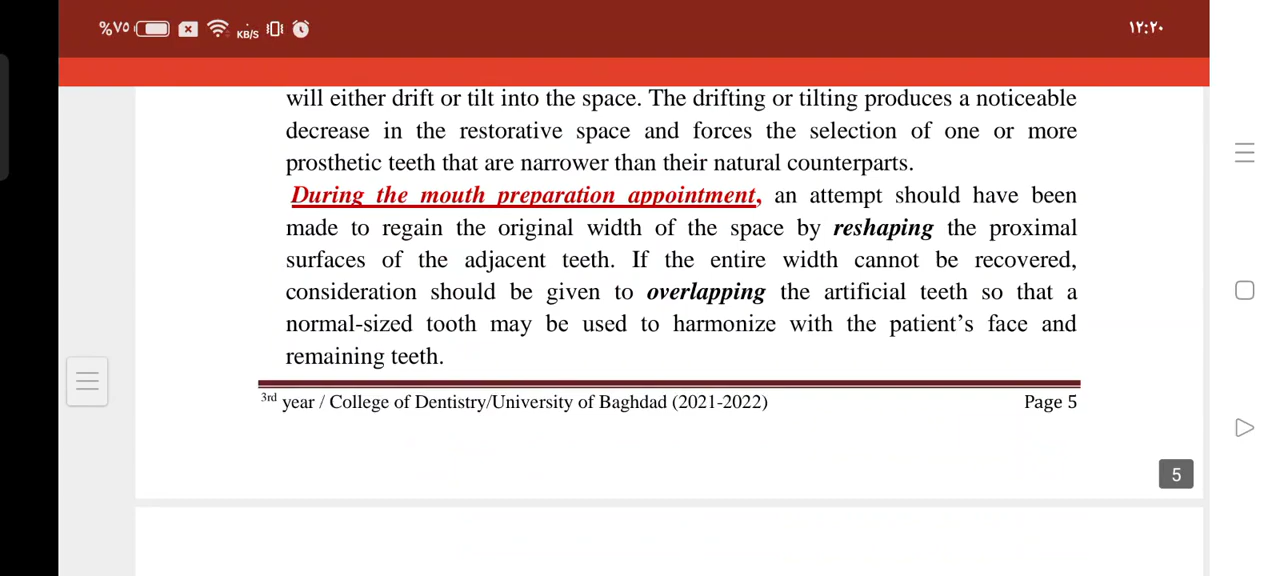 %٧٥ KB/S ١٢:٢٠
will either drift or tilt into the space. The drifting or tilting produces a noticeable
decrease in the restorative space and forces the selection of one or more
prosthetic teeth that are narrower than their natural counterparts.
During the mouth preparation appointment, an attempt should have been
made to regain the original width of the space by reshaping the proximal
surfaces of the adjacent teeth. If the entire width cannot be recovered,
consideration should be given to overlapping the artificial teeth so that a
normal-sized tooth may be used to harmonize with the patient's face and
remaining teeth.
3rd year / College of Dentistry/University of Baghdad (2021-2022) Page 5
5